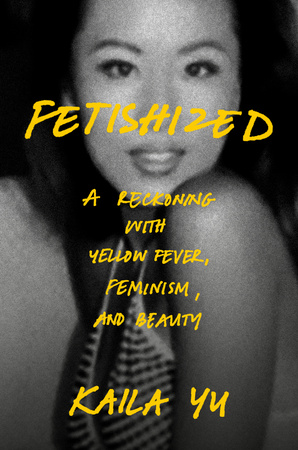 FETISHIZED
A RECKONING
WITH
YELLOW FEVER,
FEMINISM,
AND BEAUTY
KAILA YU